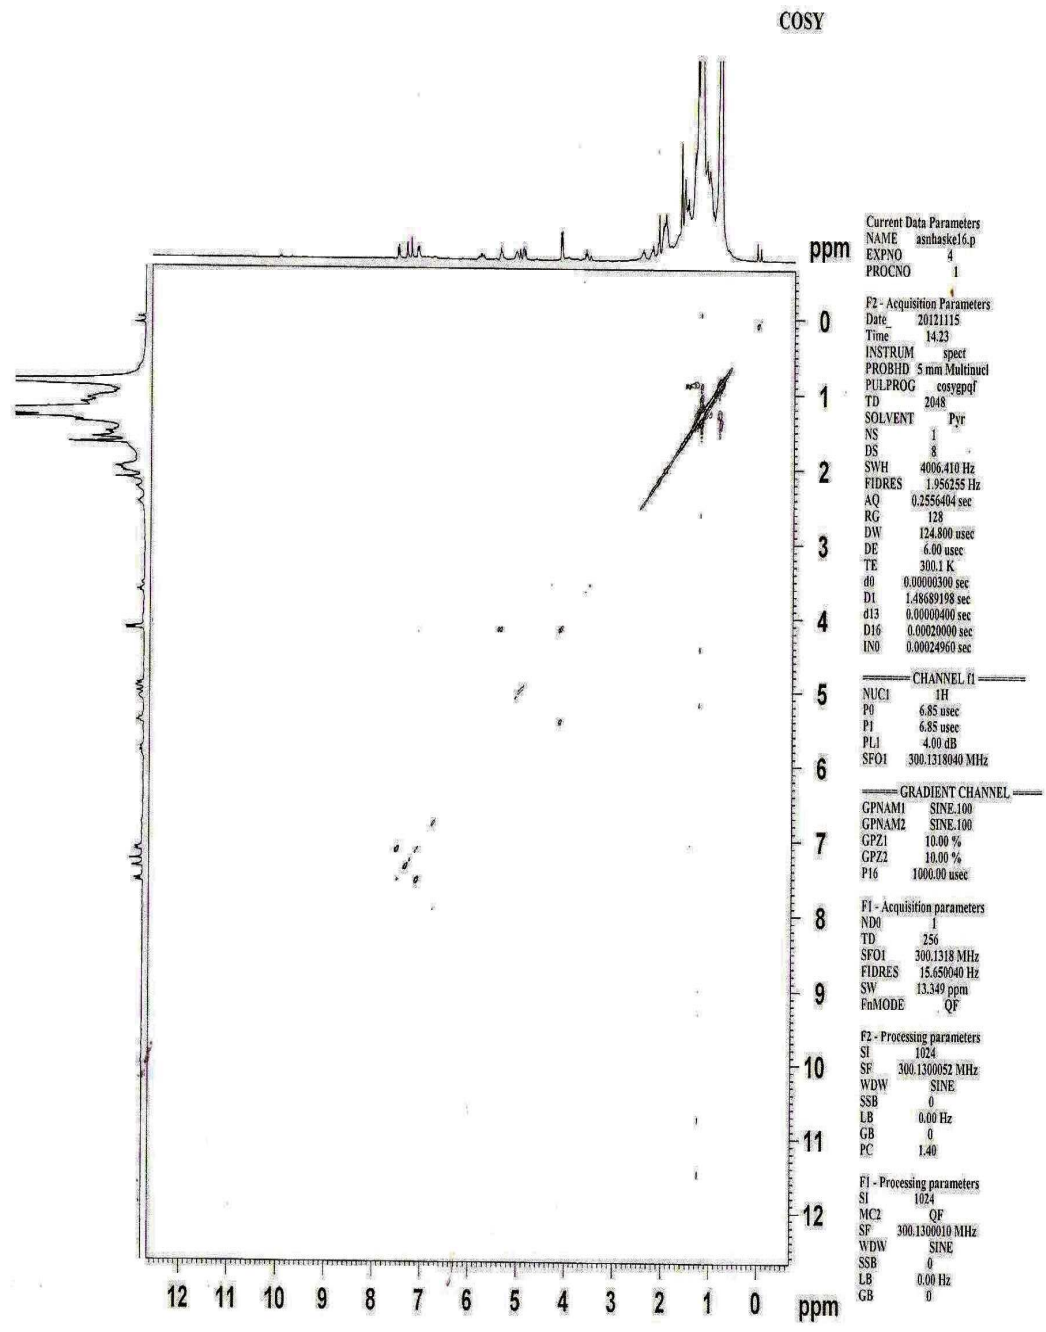 COSY
ppm
0
1
2
3
4
5
6
7
8
9
10
11
12
12 11 10 9 8 7 6 5 4 3 2 1 0 ppm
Current Data Parameters
NAME asnhaske16.p
EXPNO 4
PROCNO 1
F2 - Acquisition Parameters
Date_ 20121115
Time 14.23
INSTRUM spect
PROBHD 5 mm Multinucl
PULPROG cosygpqf
TD 2048
SOLVENT Pyr
NS 1
DS 8
SWH 4006.410 Hz
FIDRES 1.956255 Hz
AQ 0.2556404 sec
RG 128
DW 124.800 usec
DE 6.00 usec
TE 300.1 K
d0 0.00000300 sec
D1 1.48689198 sec
d13 0.00000400 sec
D16 0.00020000 sec
IN0 0.00024960 sec
======= CHANNEL f1 =======
NUC1 1H
P0 6.85 usec
P1 6.85 usec
PL1 4.00 dB
SFO1 300.1318040 MHz
===== GRADIENT CHANNEL =====
GPNAM1 SINE.100
GPNAM2 SINE.100
GPZ1 10.00 %
GPZ2 10.00 %
P16 1000.00 usec
F1 - Acquisition parameters
ND0 1
TD 256
SFO1 300.1318 MHz
FIDRES 15.650040 Hz
SW 13.349 ppm
FnMODE QF
F2 - Processing parameters
SI 1024
SF 300.1300052 MHz
WDW SINE
SSB 0
LB 0.00 Hz
GB 0
PC 1.40
F1 - Processing parameters
SI 1024
MC2 QF
SF 300.1300010 MHz
WDW SINE
SSB 0
LB 0.00 Hz
GB 0